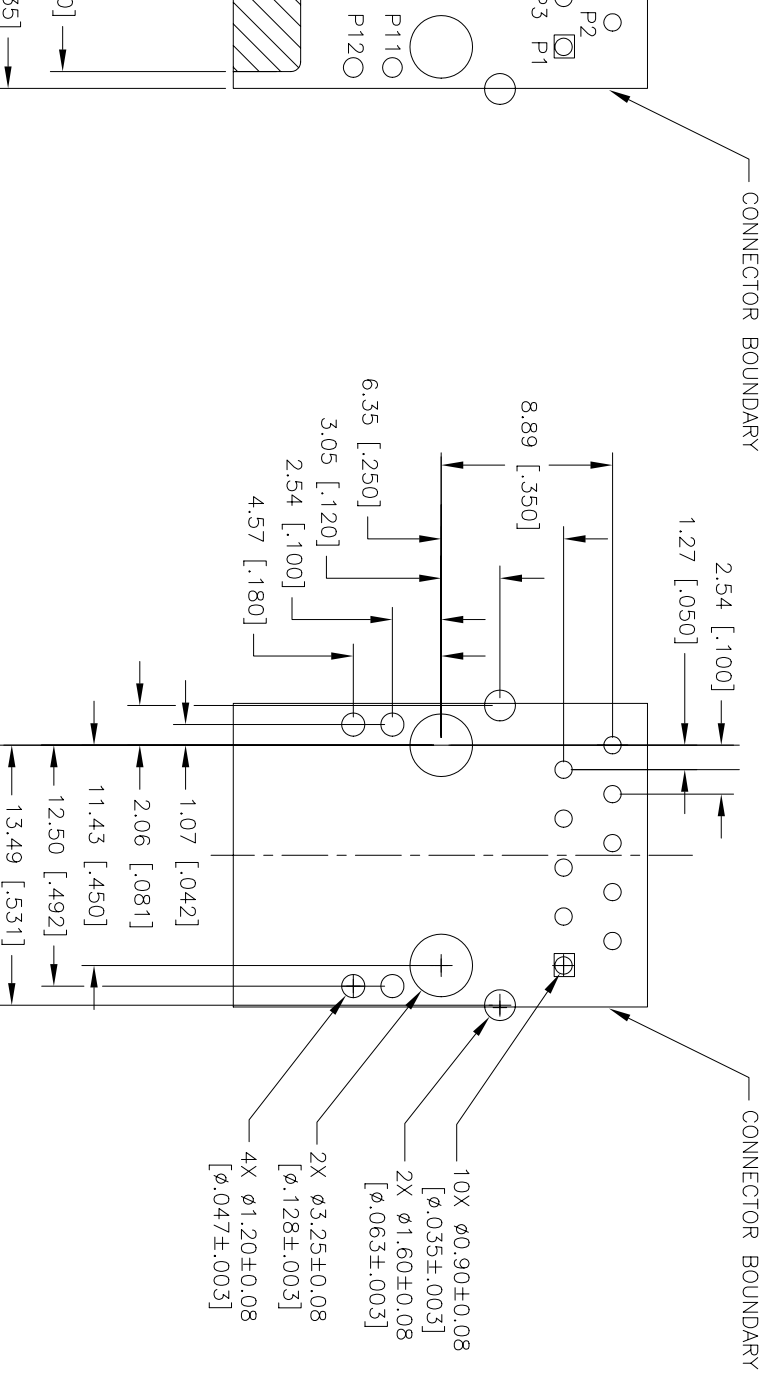 35]
0]
P12
P11
P3
P2
P1
CONNECTOR BOUNDARY
CONNECTOR BOUNDARY
2.54 [.100]
1.27 [.050]
8.89 [.350]
6.35 [.250]
3.05 [.120]
2.54 [.100]
4.57 [.180]
1.07 [.042]
2.06 [.081]
11.43 [.450]
12.50 [.492]
13.49 [.531]
10X ø0.90±0.08
[ø.035±.003]
2X ø1.60±0.08
[ø.063±.003]
2X ø3.25±0.08
[ø.128±.003]
4X ø1.20±0.08
[ø.047±.003]